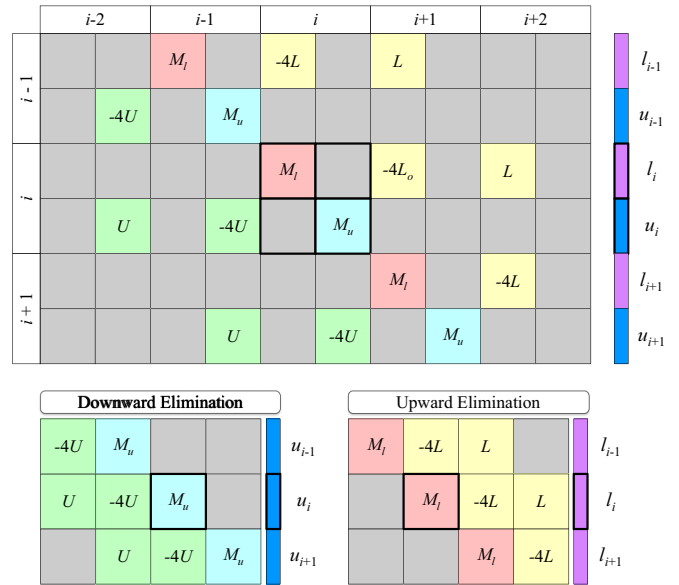 i-2 i-1 i i+1 i+2
i - 1
M_l -4L L l_{i-1}
-4U M_u u_{i-1}
i
M_l -4L_o L l_i
U -4U M_u u_i
i + 1
M_l -4L l_{i+1}
U -4U M_u u_{i+1}
Downward Elimination
-4U M_u u_{i-1}
U -4U M_u u_i
U -4U M_u u_{i+1}
Upward Elimination
M_l -4L L l_{i-1}
M_l -4L L l_i
M_l -4L l_{i+1}